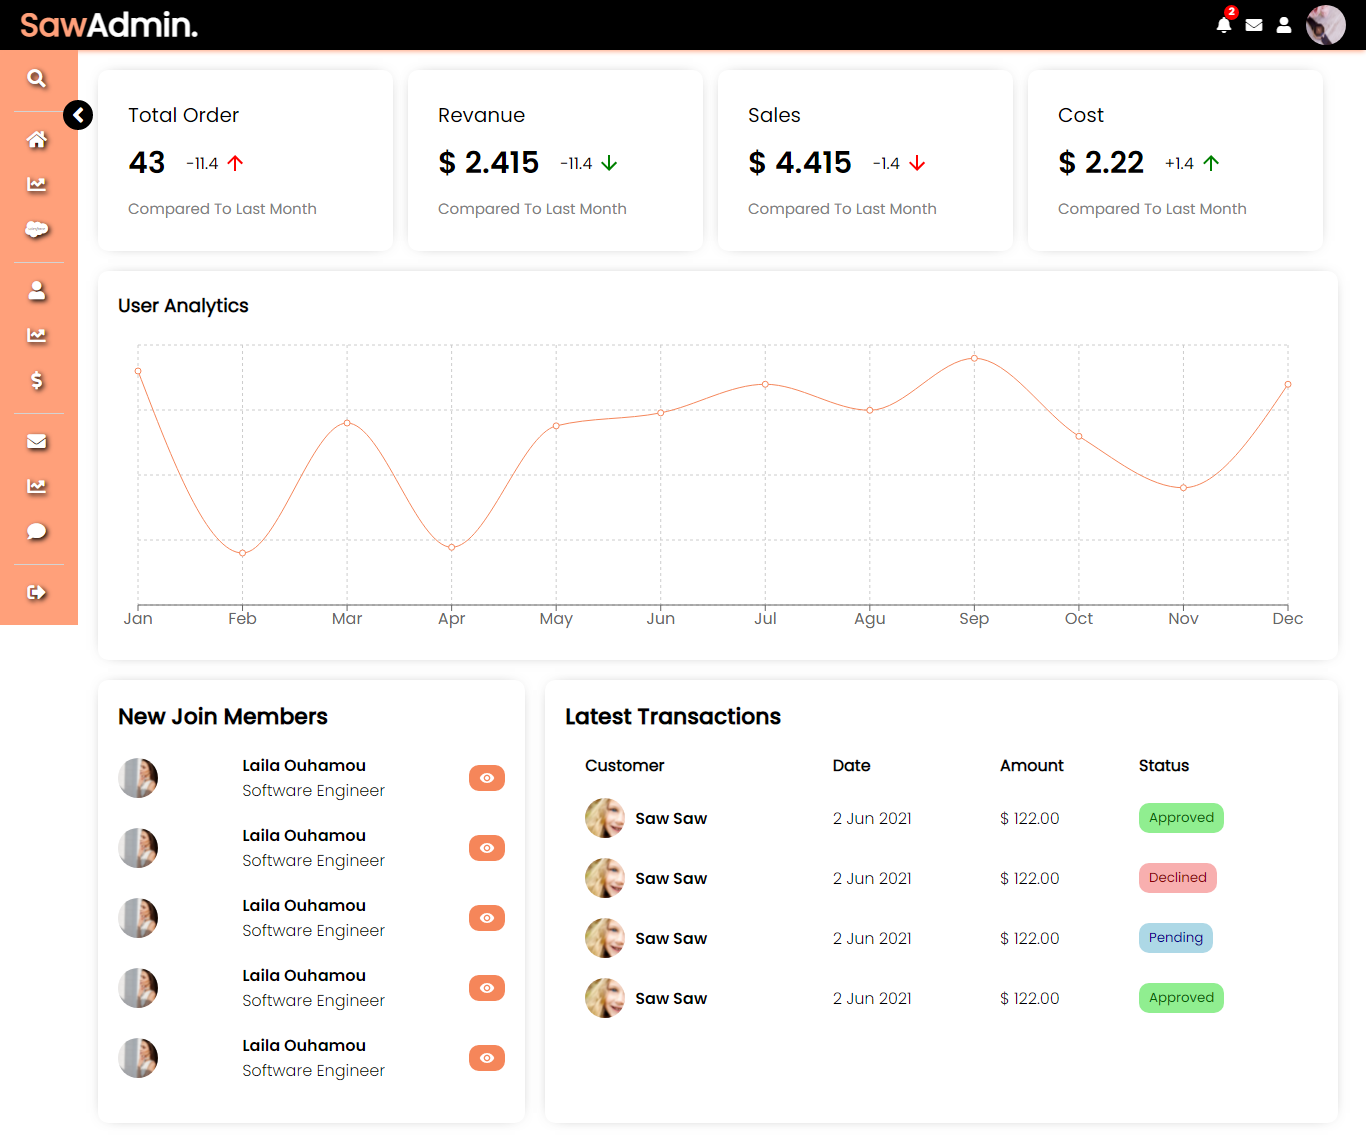 SawAdmin.
2
Total Order
43 -11.4
Compared To Last Month
Revanue
$ 2.415 -11.4
Compared To Last Month
Sales
$ 4.415 -1.4
Compared To Last Month
Cost
$ 2.22 +1.4
Compared To Last Month
User Analytics
Jan Feb Mar Apr May Jun Jul Agu Sep Oct Nov Dec
New Join Members
Laila Ouhamou
Software Engineer
Laila Ouhamou
Software Engineer
Laila Ouhamou
Software Engineer
Laila Ouhamou
Software Engineer
Laila Ouhamou
Software Engineer
Latest Transactions
Customer Date Amount Status
Saw Saw 2 Jun 2021 $ 122.00 Approved
Saw Saw 2 Jun 2021 $ 122.00 Declined
Saw Saw 2 Jun 2021 $ 122.00 Pending
Saw Saw 2 Jun 2021 $ 122.00 Approved